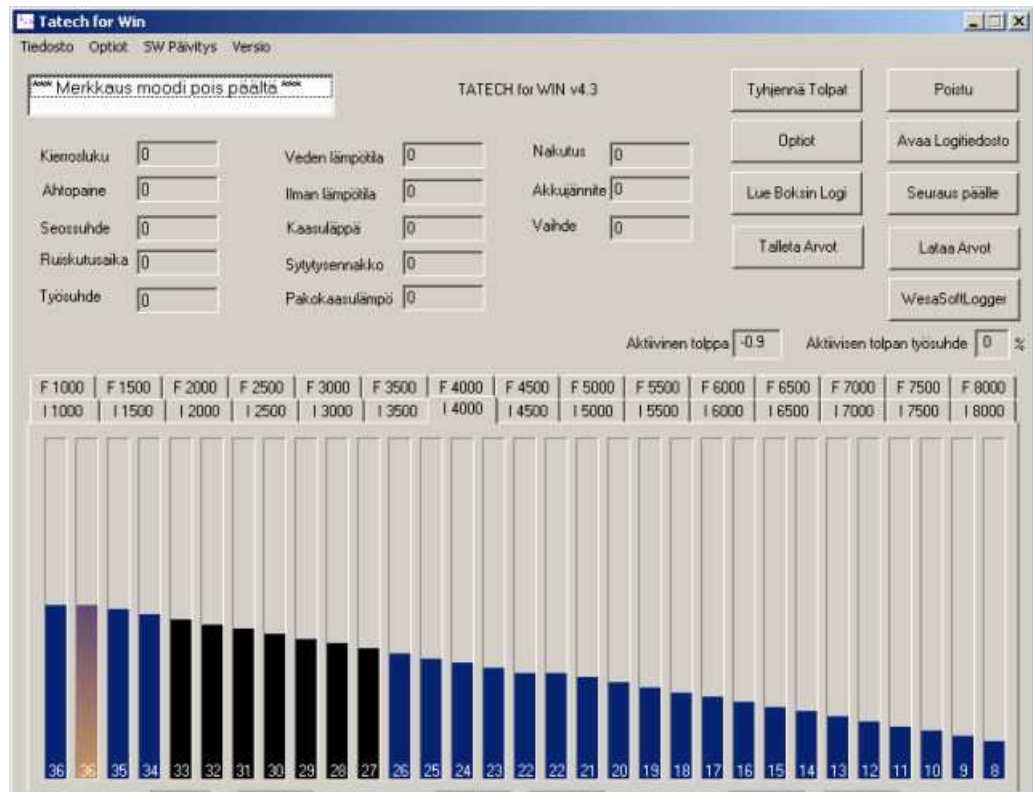 Tatech for Win
Tiedosto Optiot SW Päivitys Versio
*** Merkkaus moodi pois päältä ***
TATECH for WIN v4.3
Tyhjennä Tolpat
Poistu
Kierrosluku 0
Veden lämpötila 0
Nakutus 0
Optiot
Avaa Logitiedosto
Ahtopaine 0
Ilman lämpötila 0
Akkujännite 0
Lue Boksin Logi
Seuraus päälle
Seossuhde 0
Kaasuläppä 0
Vaihde 0
Talleta Arvot
Lataa Arvot
Ruiskutusaika 0
Sytytysennakko 0
Työsuhde 0
Pakokaasulämpö 0
WesaSoftLogger
Aktiivinen tolppa -0.9 Aktiivisen tolpan työsuhde 0 %
F 1000 F 1500 F 2000 F 2500 F 3000 F 3500 F 4000 F 4500 F 5000 F 5500 F 6000 F 6500 F 7000 F 7500 F 8000
I 1000 I 1500 I 2000 I 2500 I 3000 I 3500 I 4000 I 4500 I 5000 I 5500 I 6000 I 6500 I 7000 I 7500 I 8000
36 36 35 34 33 32 31 30 29 28 27 26 25 24 23 22 22 21 20 19 18 17 16 15 14 13 12 11 10 9 8